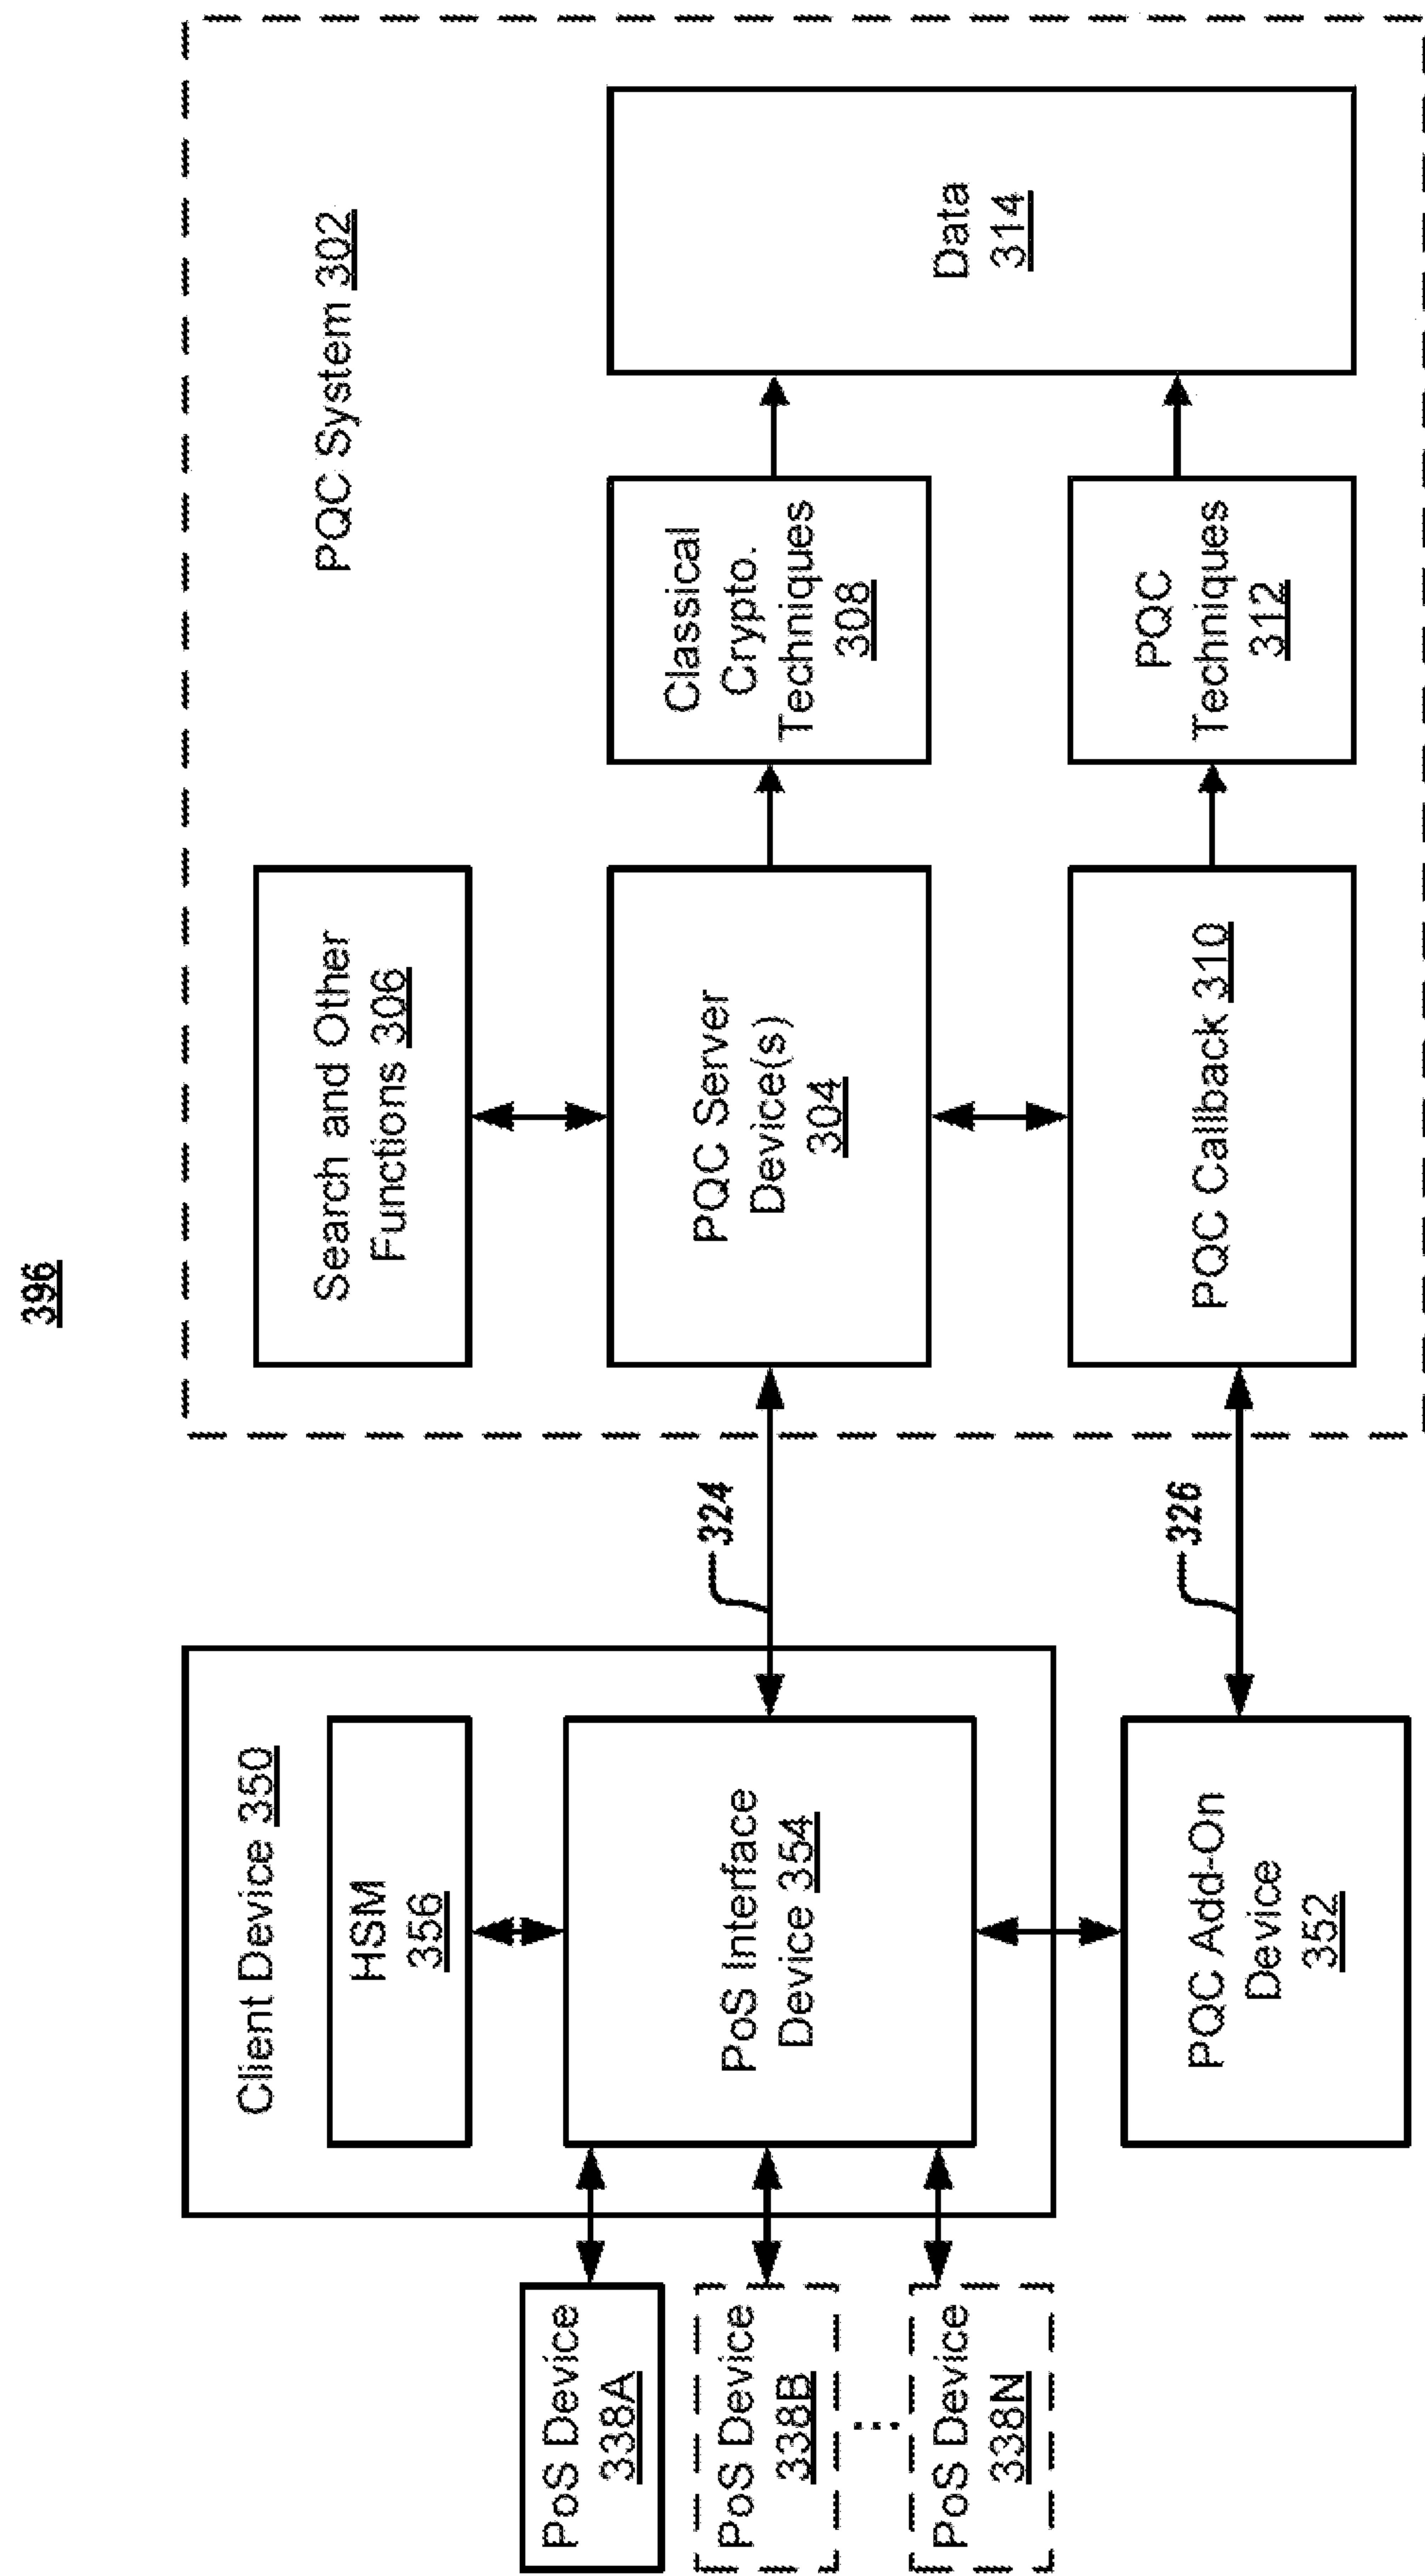 396
PQC System 302
Search and Other
Functions 306
PQC Server
Device(s)
304
Classical
Crypto.
Techniques
308
PQC Callback 310
PQC
Techniques
312
Data
314
324
326
Client Device 350
HSM
356
PoS Interface
Device 354
PQC Add-On
Device
352
PoS Device
338A
PoS Device
338B
...
PoS Device
338N